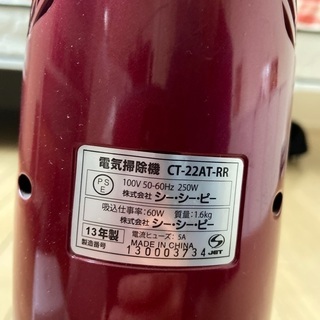 電気掃除機 CT-22AT-RR
PS
E
100V 50-60Hz 250W
株式会社 シー・シー・ピー
吸込仕事率:60W 質量:1.6kg
株式会社 シー・シー・ピー
13年製 電流ヒューズ:5A
製造番号 MADE IN CHINA
130003734
JET